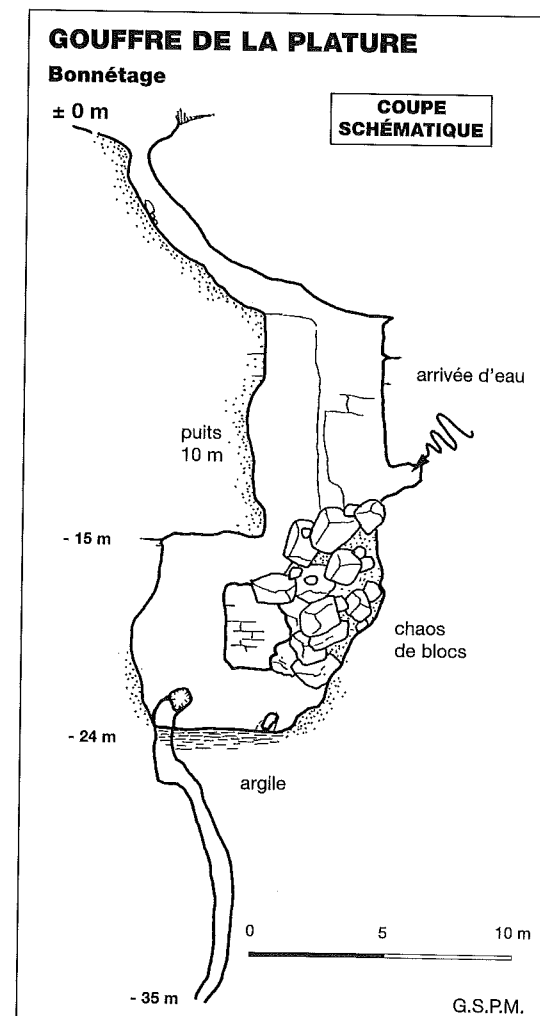 GOUFFRE DE LA PLATURE
Bonnétage
± 0 m
COUPE
SCHÉMATIQUE
arrivée d'eau
puits
10 m
- 15 m
chaos
de blocs
- 24 m
argile
0 5 10 m
- 35 m
G.S.P.M.